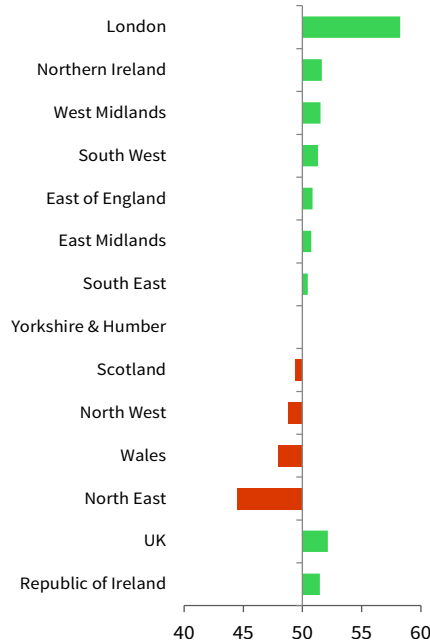 London
Northern Ireland
West Midlands
South West
East of England
East Midlands
South East
Yorkshire & Humber
Scotland
North West
Wales
North East
UK
Republic of Ireland
40 45 50 55 60